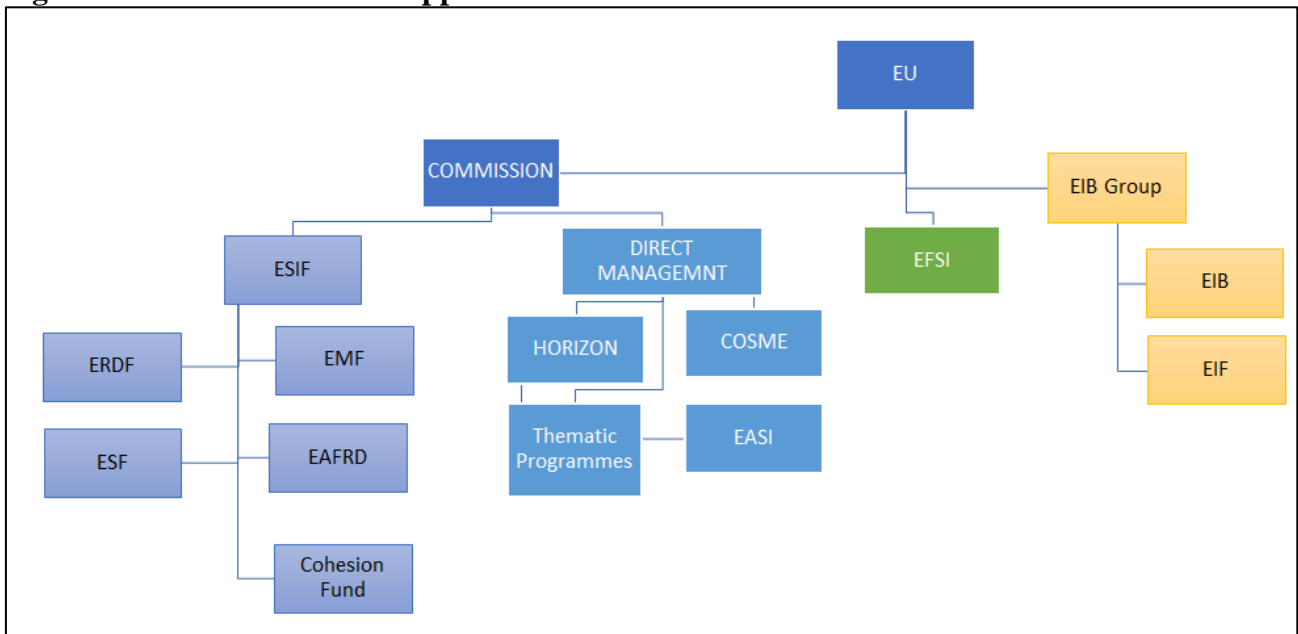 EU
COMMISSION
EIB Group
ESIF
DIRECT
MANAGEMNT
EFSI
EIB
ERDF
EMF
HORIZON
COSME
EIF
ESF
EAFRD
Thematic
Programmes
EASI
Cohesion
Fund